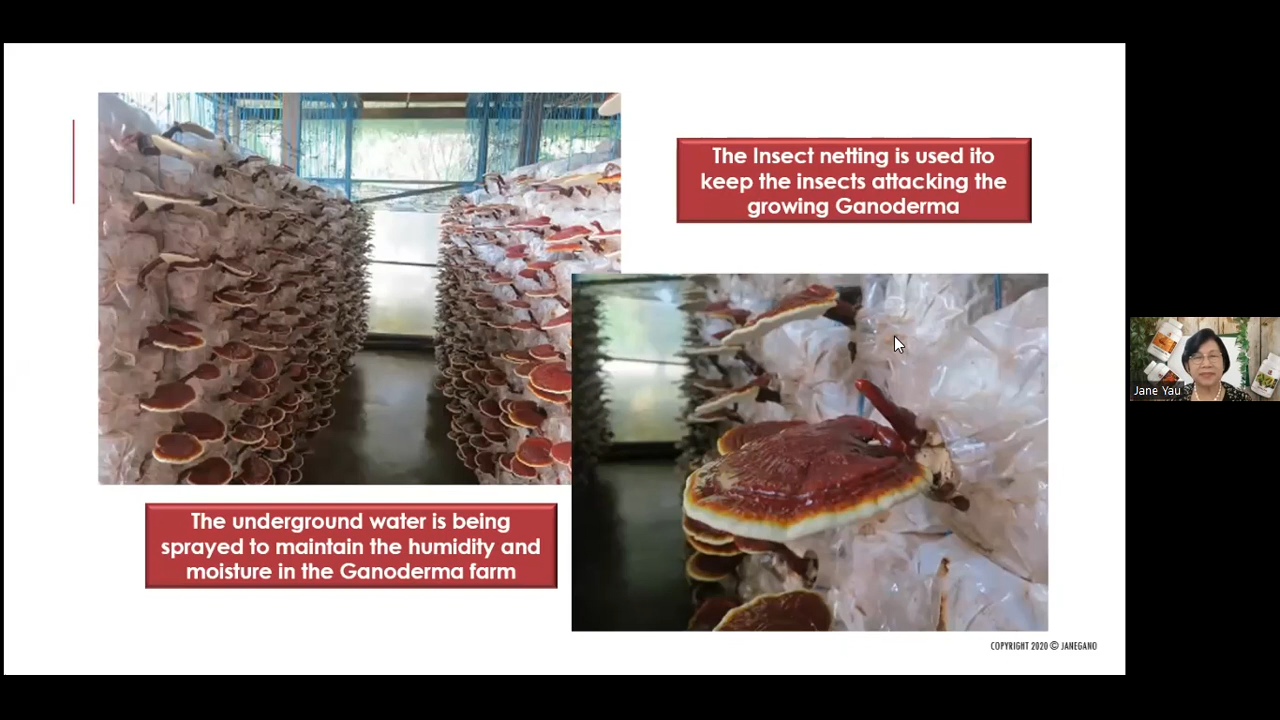 The Insect netting is used ito
keep the insects attacking the
growing Ganoderma
The underground water is being
sprayed to maintain the humidity and
moisture in the Ganoderma farm
COPYRIGHT 2020 © JANEGANO
Jane Yau